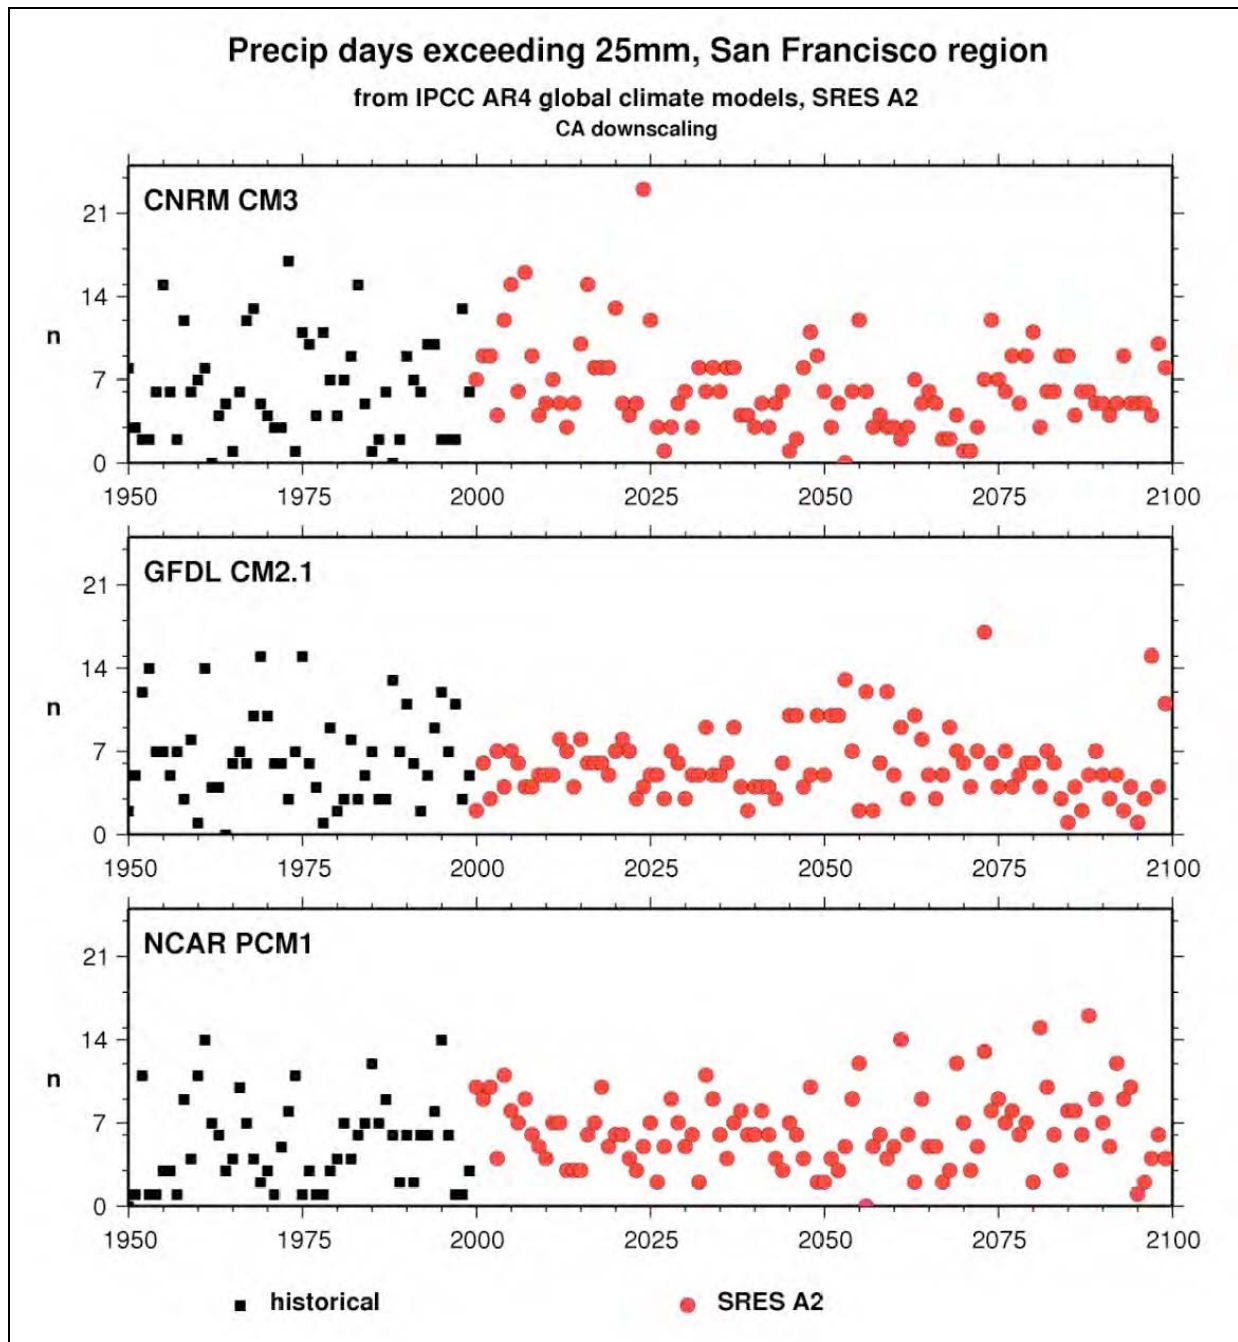 Precip days exceeding 25mm, San Francisco region
from IPCC AR4 global climate models, SRES A2
CA downscaling
CNRM CM3
21
14
n
7
0
1950 1975 2000 2025 2050 2075 2100
GFDL CM2.1
21
14
n
7
0
1950 1975 2000 2025 2050 2075 2100
NCAR PCM1
21
14
n
7
0
1950 1975 2000 2025 2050 2075 2100
historical SRES A2